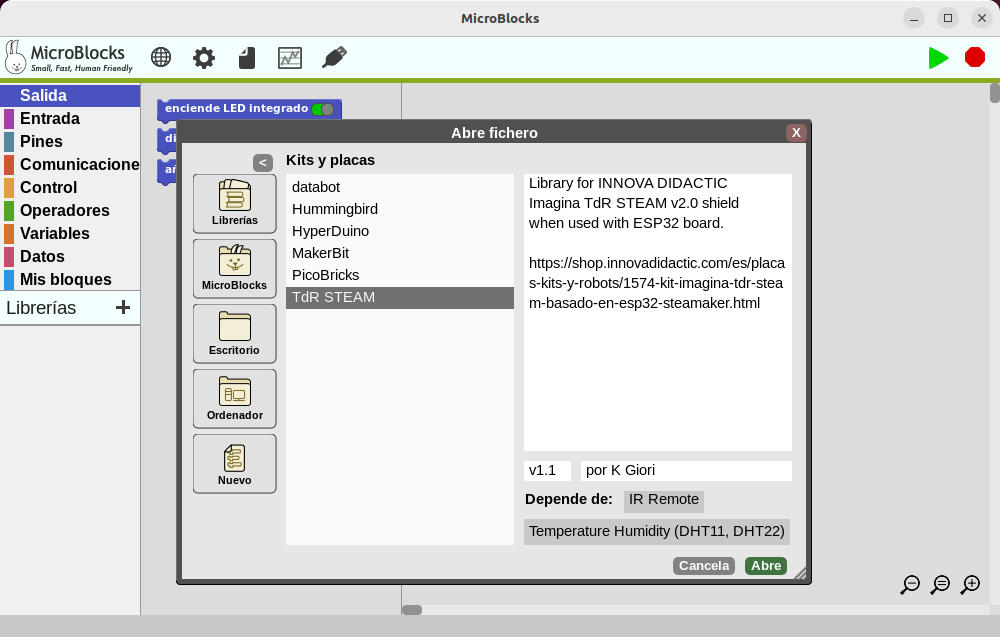 MicroBlocks
MicroBlocks
Small, Fast, Human Friendly
Salida
Entrada
Pines
Comunicacione
Control
Operadores
Variables
Datos
Mis bloques
Librerías +
enciende LED integrado
di
Abre fichero
X
<
Kits y placas
Librerías
MicroBlocks
Escritorio
Ordenador
Nuevo
databot
Hummingbird
HyperDuino
MakerBit
PicoBricks
TdR STEAM
Library for INNOVA DIDACTIC
Imagina TdR STEAM v2.0 shield
when used with ESP32 board.
https://shop.innovadidactic.com/es/placa
s-kits-y-robots/1574-kit-imagina-tdr-stea
m-basado-en-esp32-steamaker.html
v1.1
por K Giori
Depende de:
IR Remote
Temperature Humidity (DHT11, DHT22)
Cancela
Abre